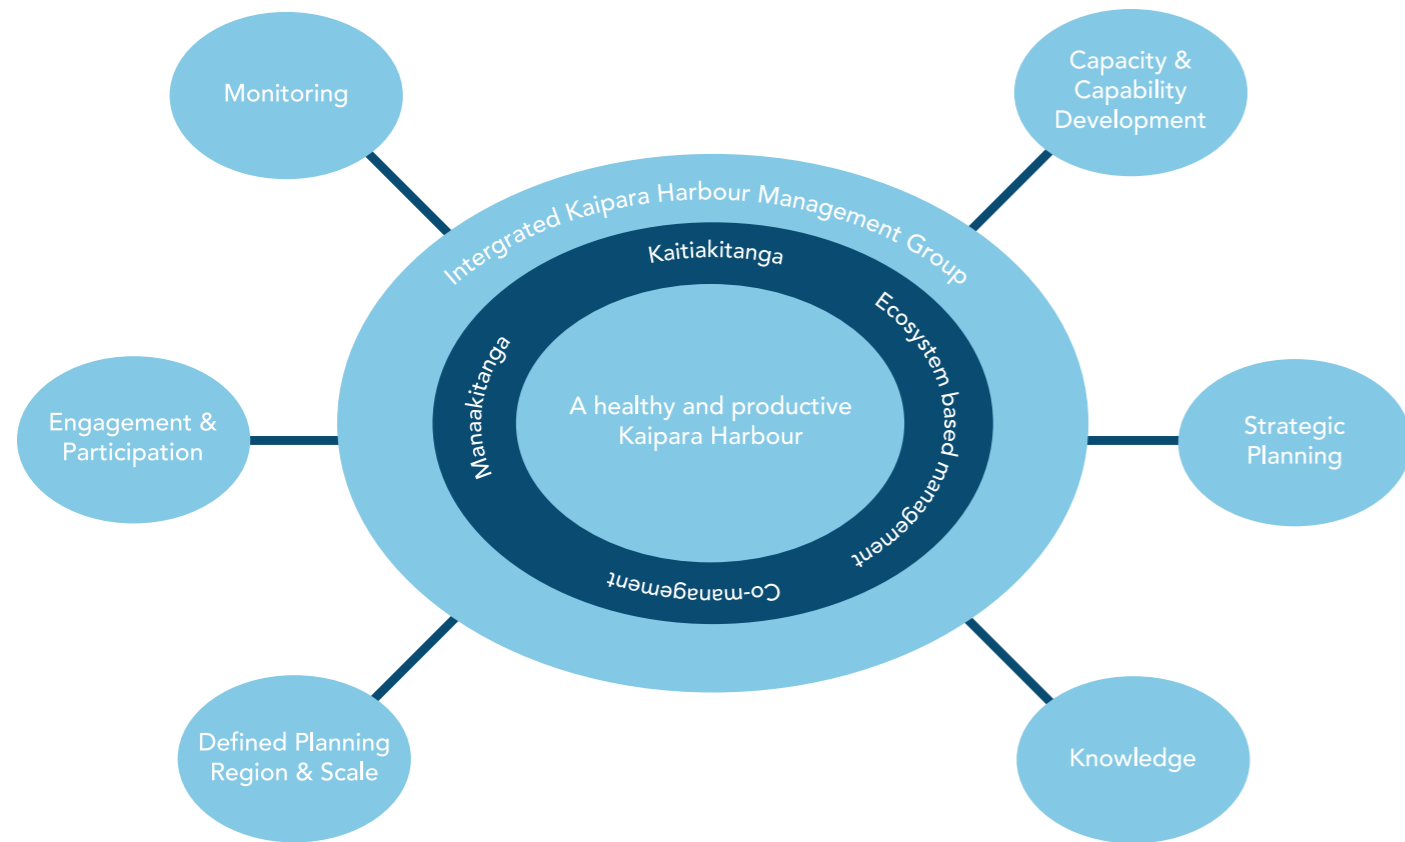 Monitoring
Capacity &
Capability
Development
Intergrated Kaipara Harbour Management Group
Kaitiakitanga
Ecosystem based management
Manaakitanga
Co-management
A healthy and productive
Kaipara Harbour
Engagement &
Participation
Strategic
Planning
Defined Planning
Region & Scale
Knowledge